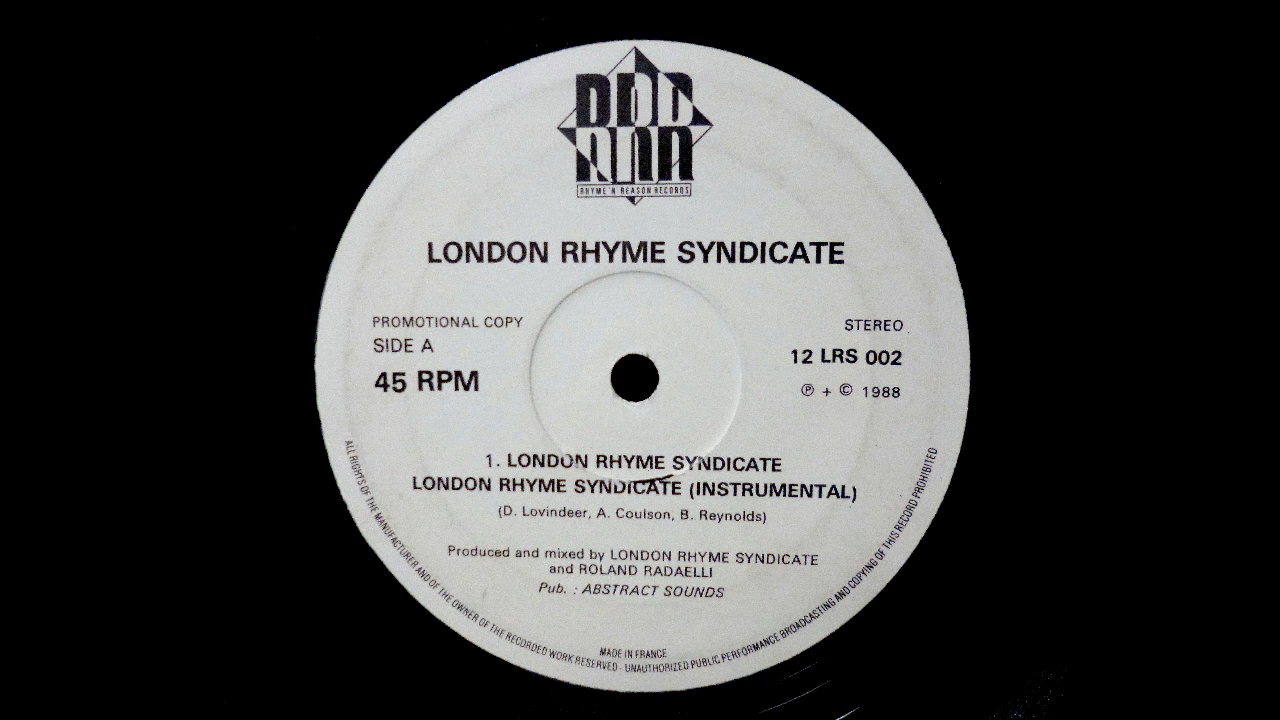 RRR
RHYME 'N' REASON RECORDS
LONDON RHYME SYNDICATE
PROMOTIONAL COPY
SIDE A
45 RPM
STEREO
12 LRS 002
℗ + © 1988
1. LONDON RHYME SYNDICATE
LONDON RHYME SYNDICATE (INSTRUMENTAL)
(D. Lovindeer, A. Coulson, B. Reynolds)
Produced and mixed by LONDON RHYME SYNDICATE
and ROLAND RADAELLI
Pub. : ABSTRACT SOUNDS
MADE IN FRANCE
ALL RIGHTS OF THE MANUFACTURER AND OF THE OWNER OF THE RECORDED WORK RESERVED - UNAUTHORIZED PUBLIC PERFORMANCE BROADCASTING AND COPYING OF THIS RECORD PROHIBITED